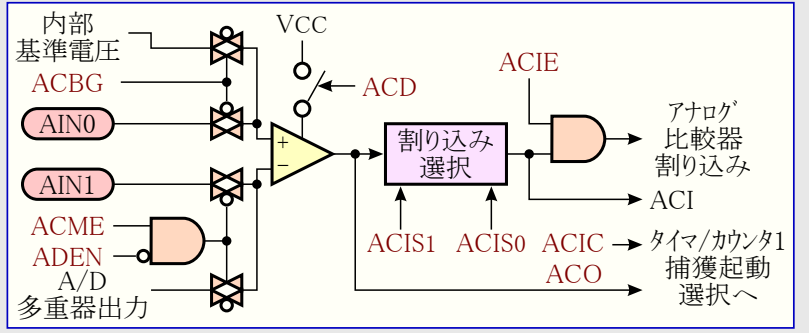 内部
基準電圧
ACBG
AIN0
AIN1
ACME
ADEN
A/D
多重器出力
VCC
ACD
+
−
割り込み
選択
ACIS1
ACIS0
ACIE
アナログ
比較器
割り込み
ACI
ACIC
タイマ/カウンタ1
捕獲起動
選択へ
ACO